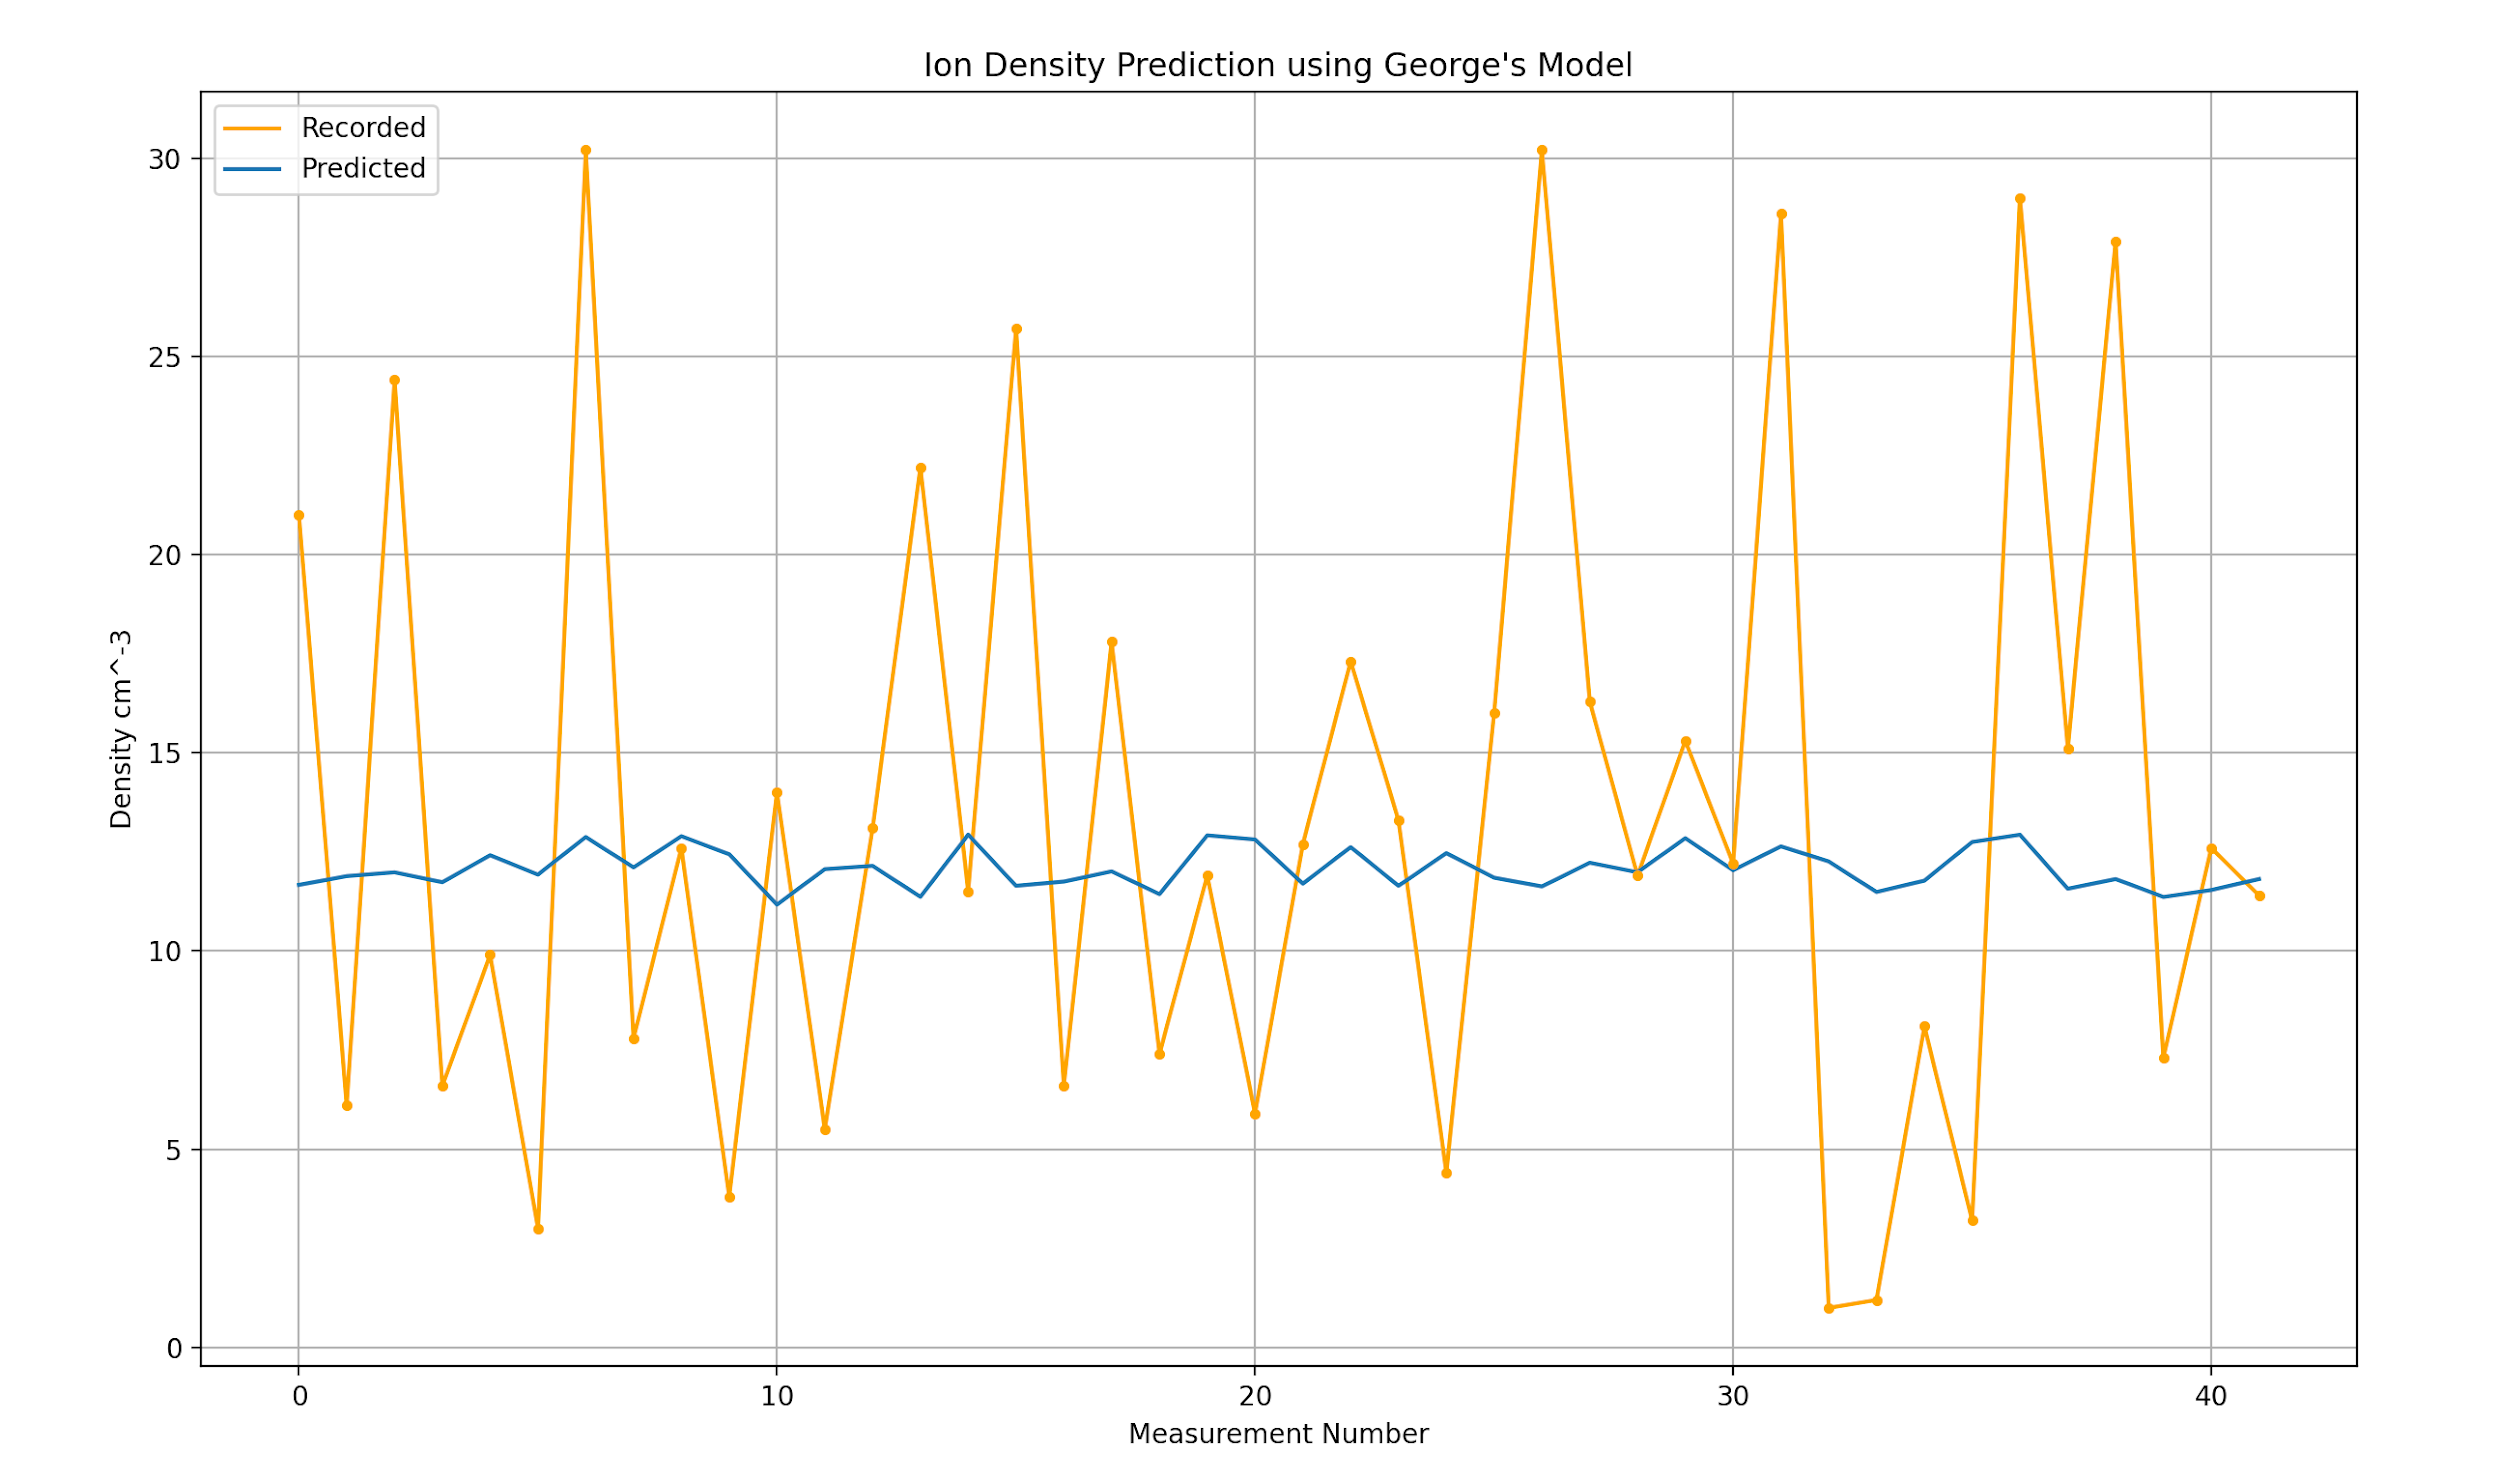 Ion Density Prediction using George's Model
Recorded
Predicted
30
25
20
15
10
5
0
Density cm^-3
0 10 20 30 40
Measurement Number